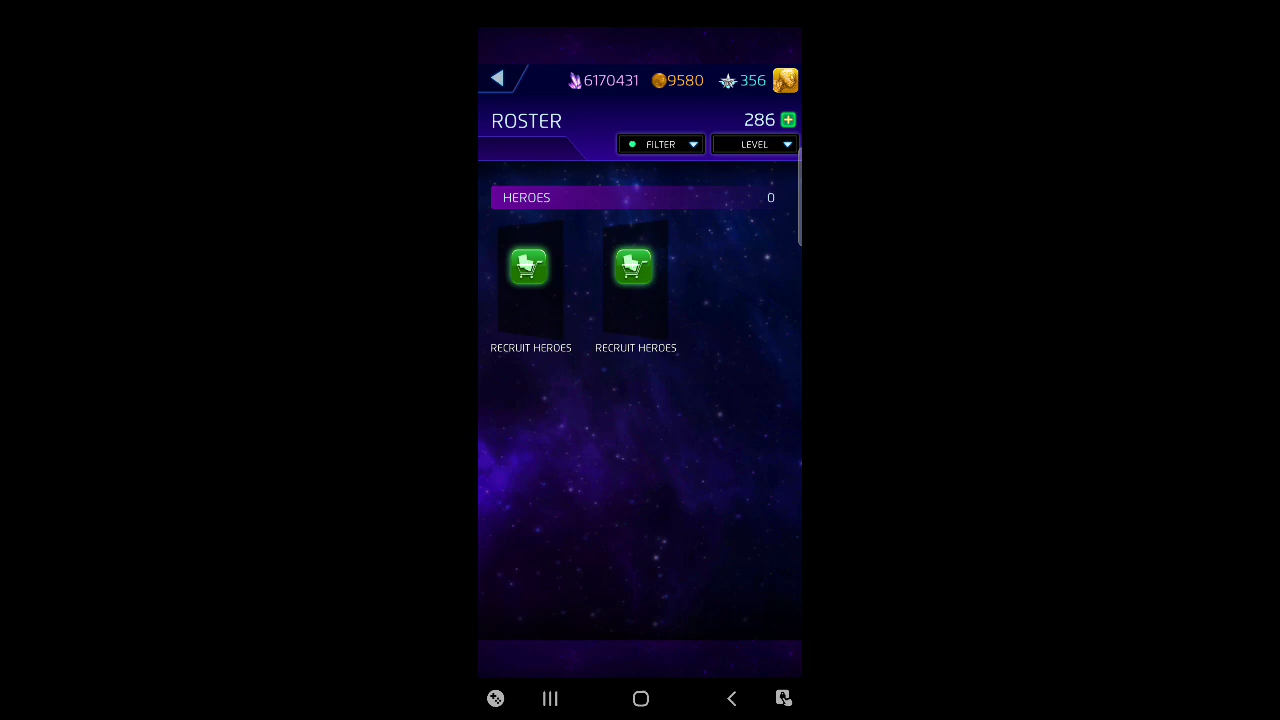 6170431 9580 356
ROSTER 286
FILTER LEVEL
HEROES 0
RECRUIT HEROES RECRUIT HEROES